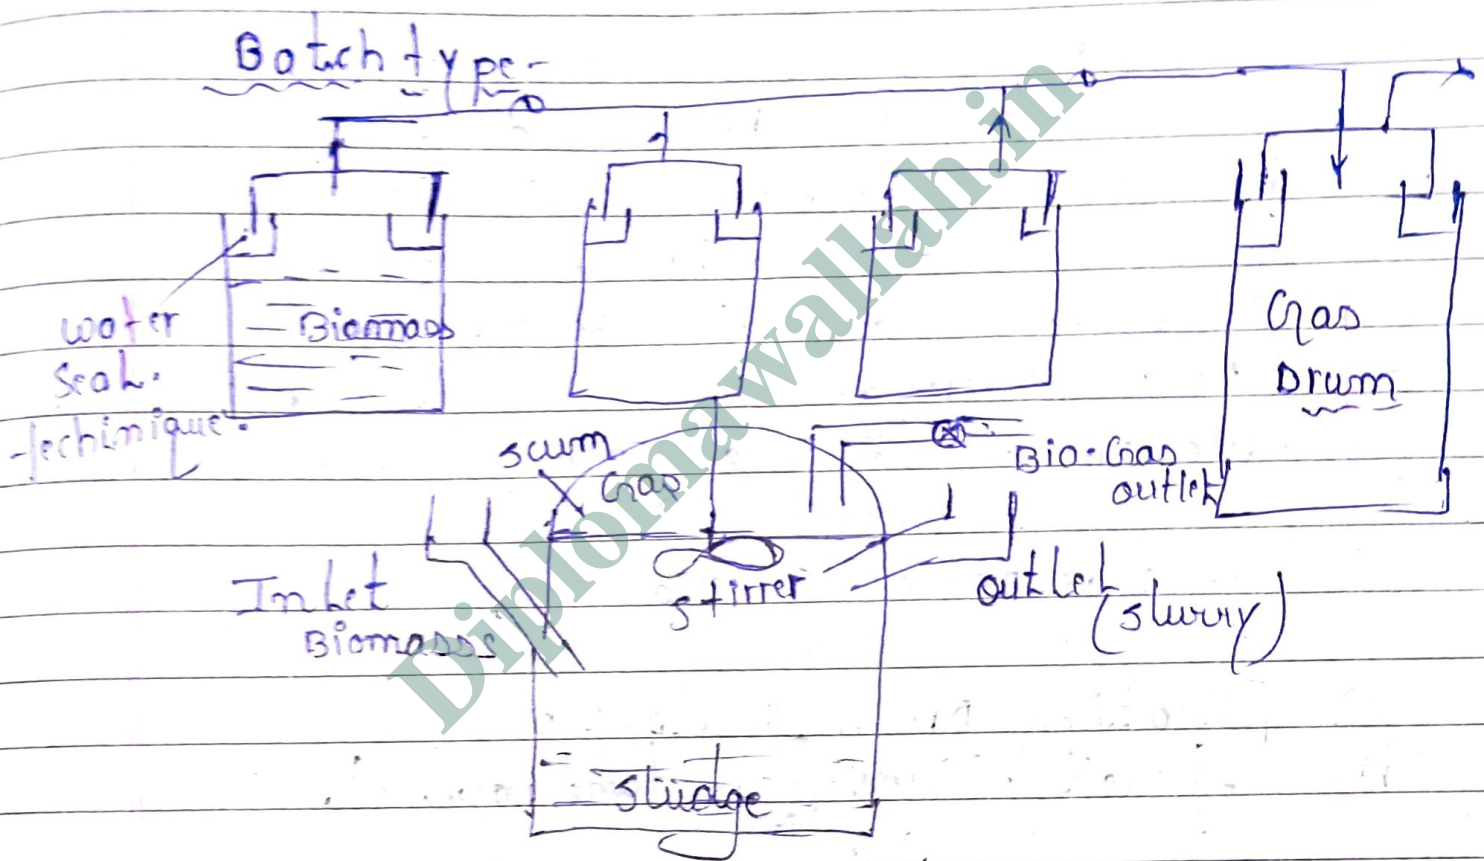 Batch type:-
water
seal.
techinique.
Biomass
Gas
Drum
scum
Gas
Bio-Gas
outlet
Inlet
Biomasss
stirrer
outlet
(slurry)
Sludge
Diplomawallah.in